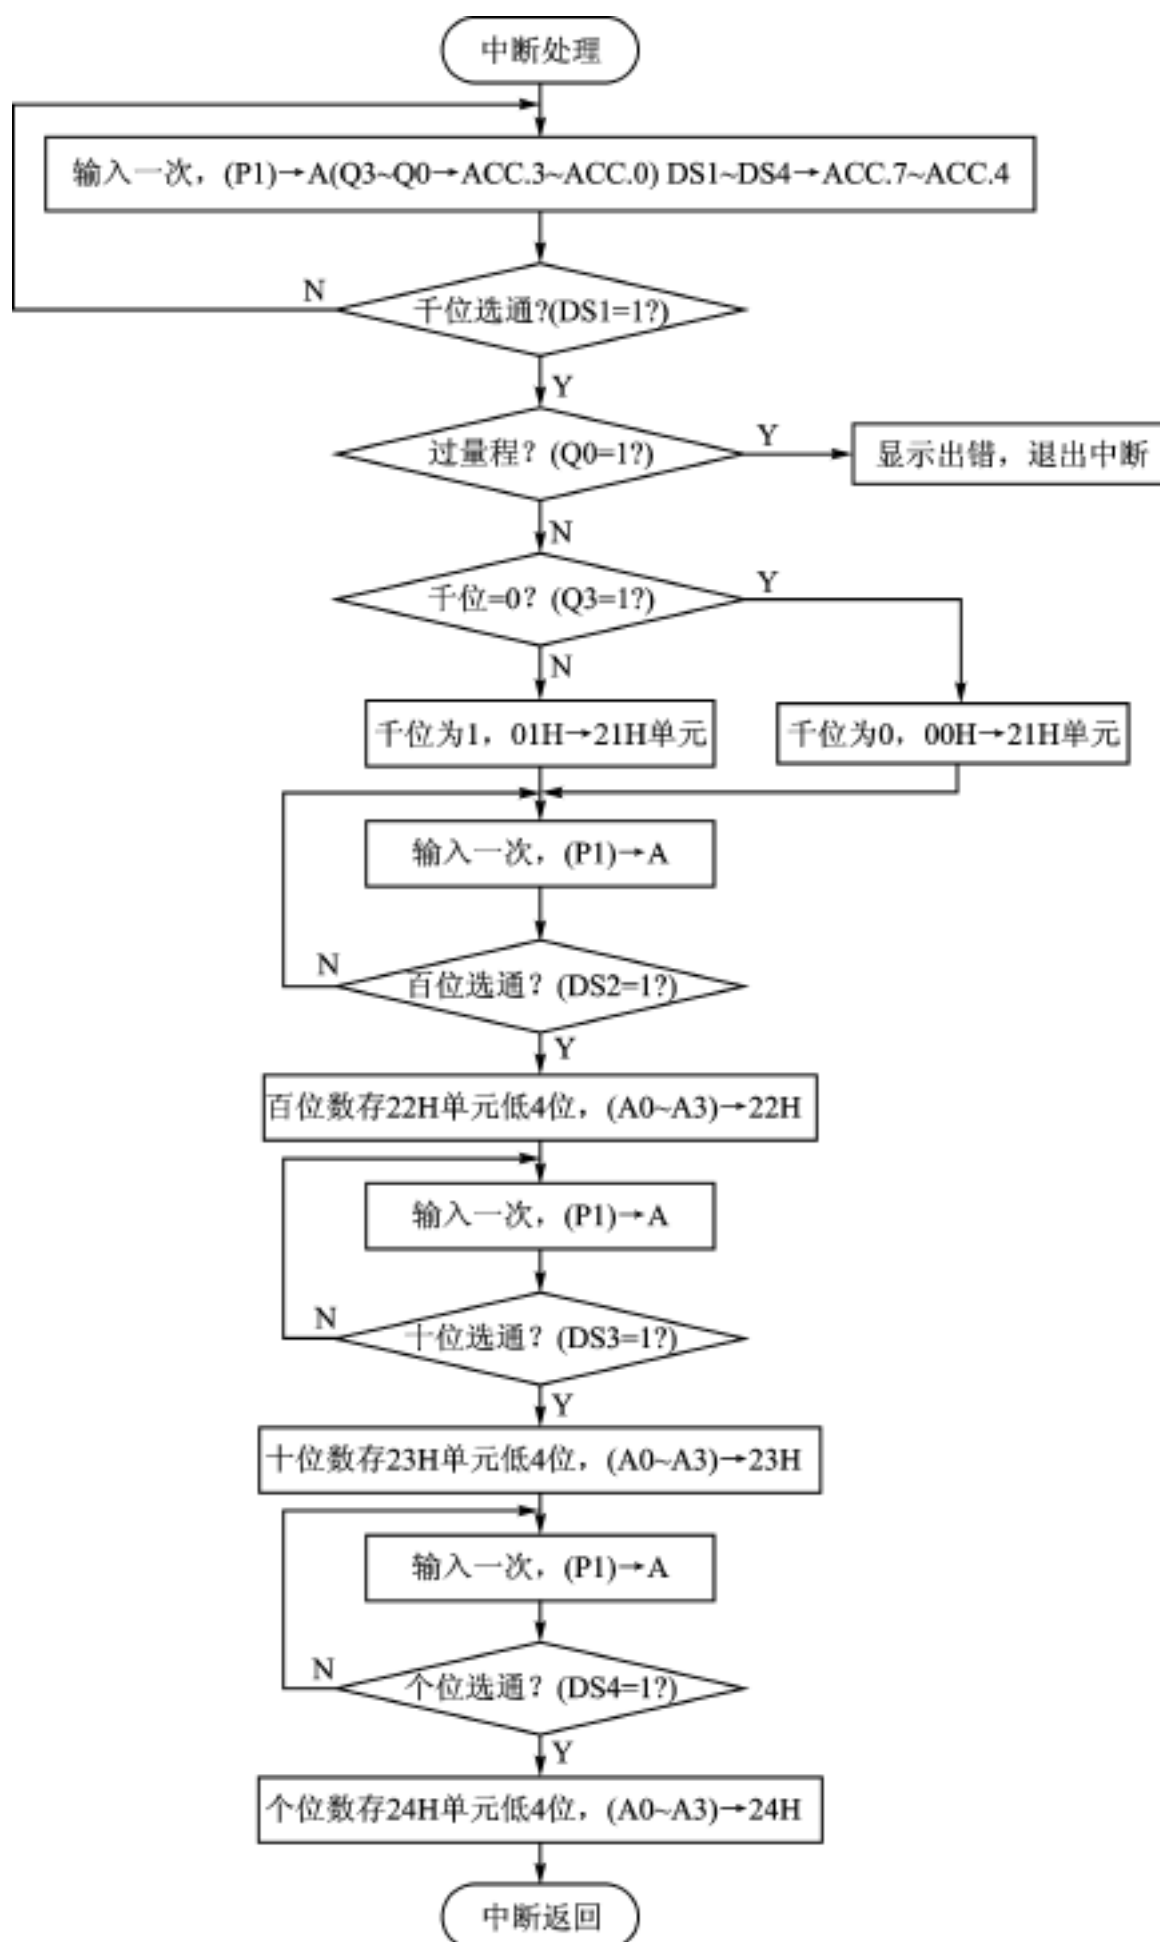 中断处理
输入一次，(P1)→A(Q3~Q0→ACC.3~ACC.0) DS1~DS4→ACC.7~ACC.4
N
千位选通?(DS1=1?)
Y
过量程？(Q0=1?)
Y
显示出错，退出中断
N
千位=0？(Q3=1?)
Y
N
千位为1，01H→21H单元
千位为0，00H→21H单元
输入一次，(P1)→A
N
百位选通？(DS2=1?)
Y
百位数存22H单元低4位，(A0~A3)→22H
输入一次，(P1)→A
N
十位选通？(DS3=1?)
Y
十位数存23H单元低4位，(A0~A3)→23H
输入一次，(P1)→A
N
个位选通？(DS4=1?)
Y
个位数存24H单元低4位，(A0~A3)→24H
中断返回